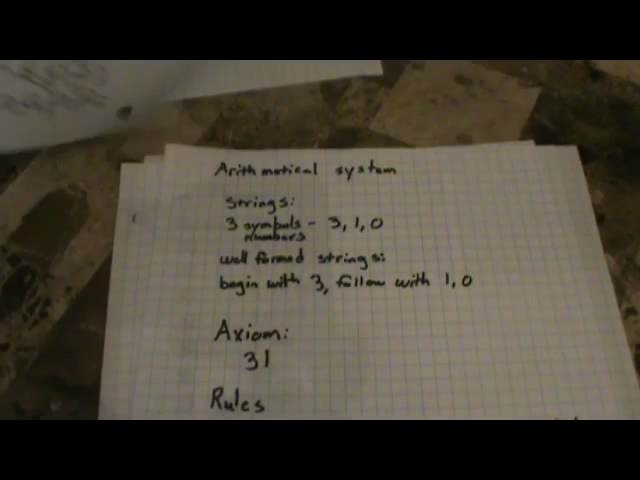 Arithmetical system
Strings:
3 symbols - 3, 1, 0
numbers
well formed strings:
begin with 3, follow with 1, 0
Axiom:
31
Rules